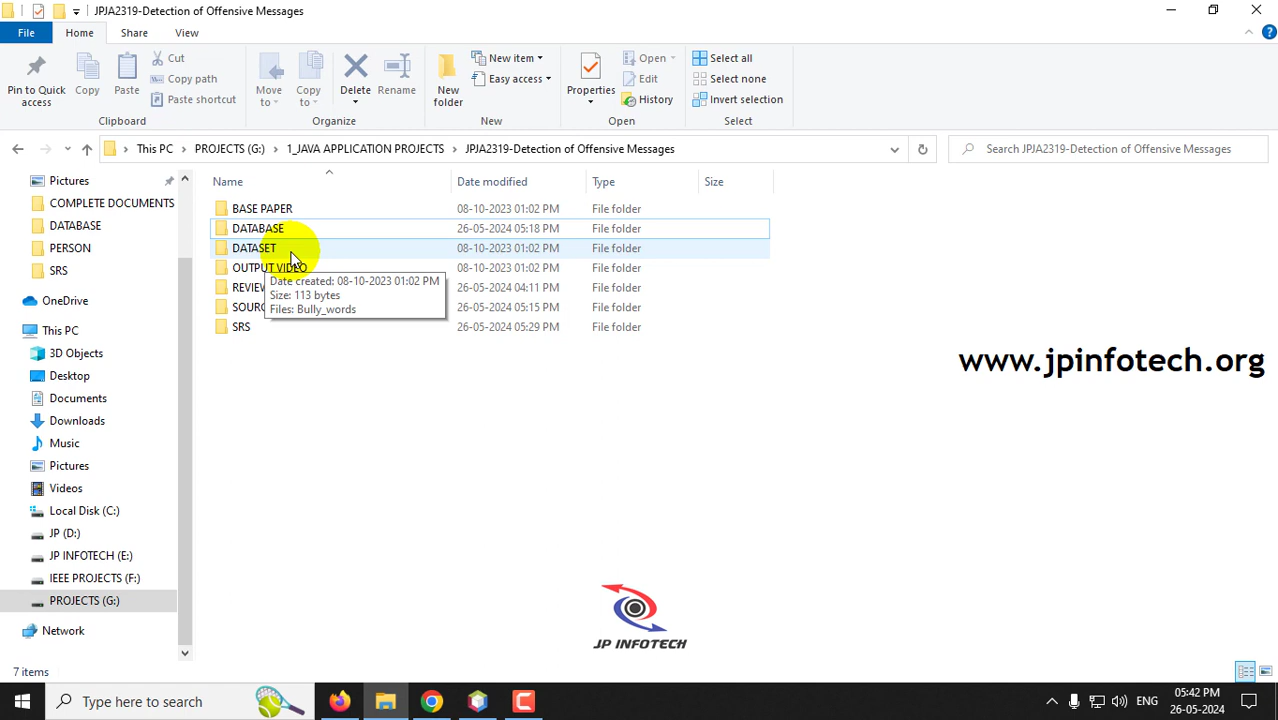 JPJA2319-Detection of Offensive Messages
File
Home
Share
View
Pin to Quick access
Copy
Paste
Cut
Copy path
Paste shortcut
Clipboard
Move to
Copy to
Delete
Rename
Organize
New folder
New item
Easy access
New
Properties
Open
Edit
History
Open
Select all
Select none
Invert selection
Select
This PC
PROJECTS (G:)
1_JAVA APPLICATION PROJECTS
JPJA2319-Detection of Offensive Messages
Search JPJA2319-Detection of Offensive Messages
Pictures
COMPLETE DOCUMENTS
DATABASE
PERSON
SRS
OneDrive
This PC
3D Objects
Desktop
Documents
Downloads
Music
Pictures
Videos
Local Disk (C:)
JP (D:)
JP INFOTECH (E:)
IEEE PROJECTS (F:)
PROJECTS (G:)
Network
Name Date modified Type Size
BASE PAPER 08-10-2023 01:02 PM File folder
DATABASE 26-05-2024 05:18 PM File folder
DATASET 08-10-2023 01:02 PM File folder
OUTPUT VIDEO 08-10-2023 01:02 PM File folder
REVIE 26-05-2024 04:11 PM File folder
SOUR 26-05-2024 05:15 PM File folder
SRS 26-05-2024 05:29 PM File folder
Date created: 08-10-2023 01:02 PM
Size: 113 bytes
Files: Bully_words
www.jpinfotech.org
JP INFOTECH
7 items
Type here to search
ENG
05:42 PM
26-05-2024